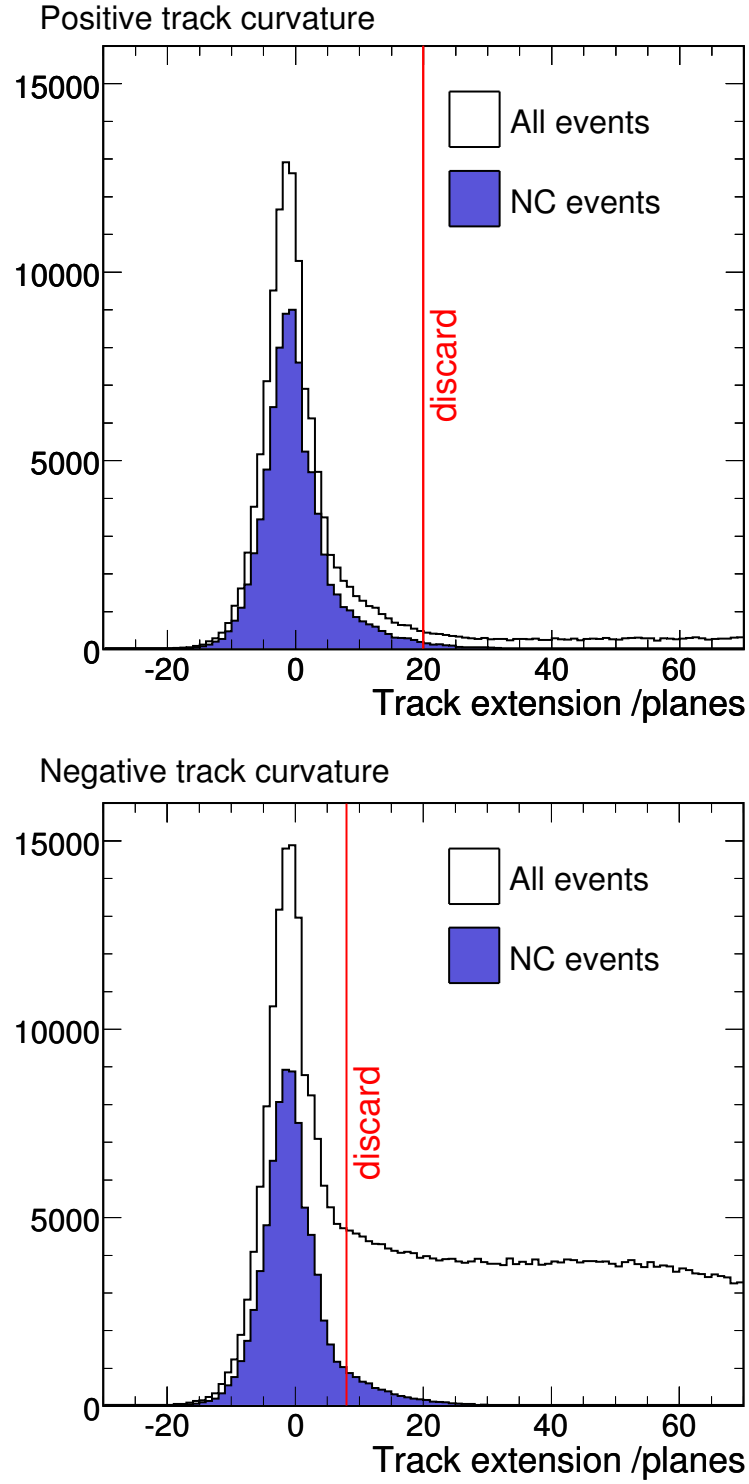 Positive track curvature
15000
All events
NC events
10000
discard
5000
0
-20 0 20 40 60
Track extension /planes
Negative track curvature
15000
All events
NC events
10000
discard
5000
0
-20 0 20 40 60
Track extension /planes